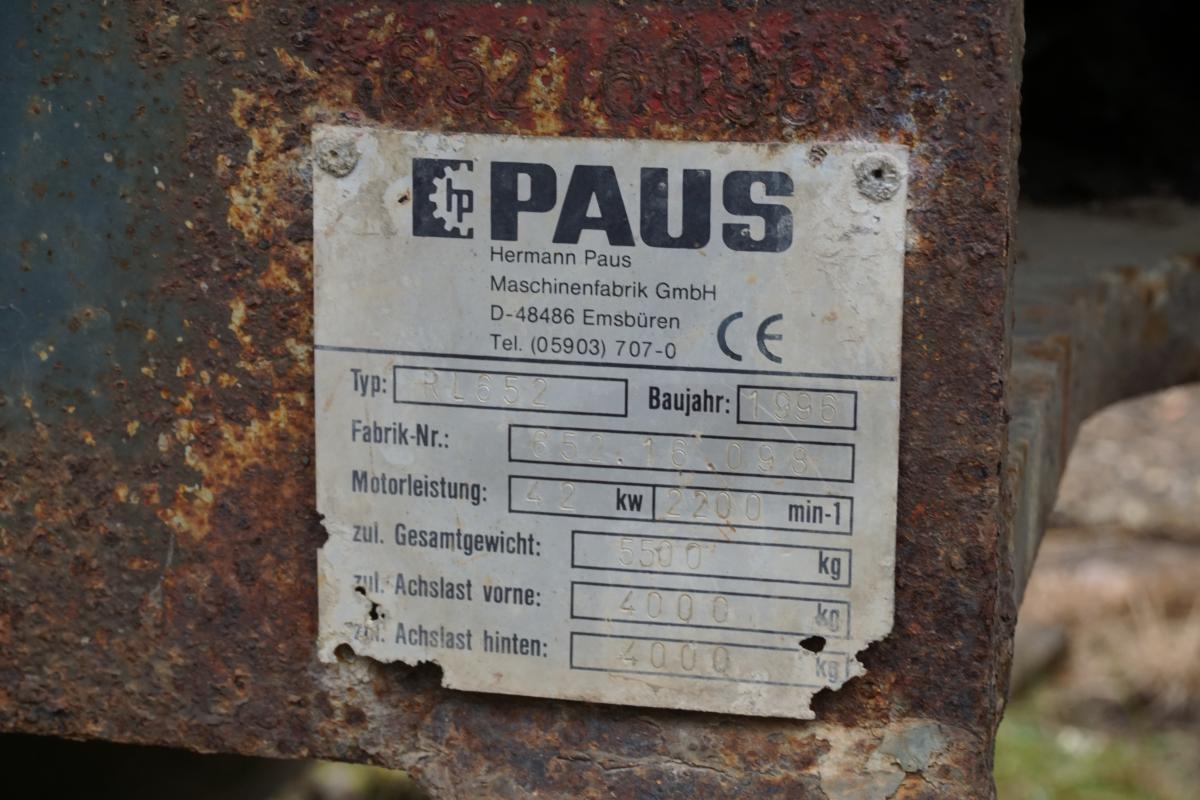 65216098
hp PAUS
Hermann Paus
Maschinenfabrik GmbH
D-48486 Emsbüren
Tel. (05903) 707-0 CE
Typ: RL652 Baujahr: 1996
Fabrik-Nr.: 652.16.098
Motorleistung: 42 kw 2200 min-1
zul. Gesamtgewicht: 5500 kg
zul. Achslast vorne: 4000 kg
zul. Achslast hinten: 4000 kg